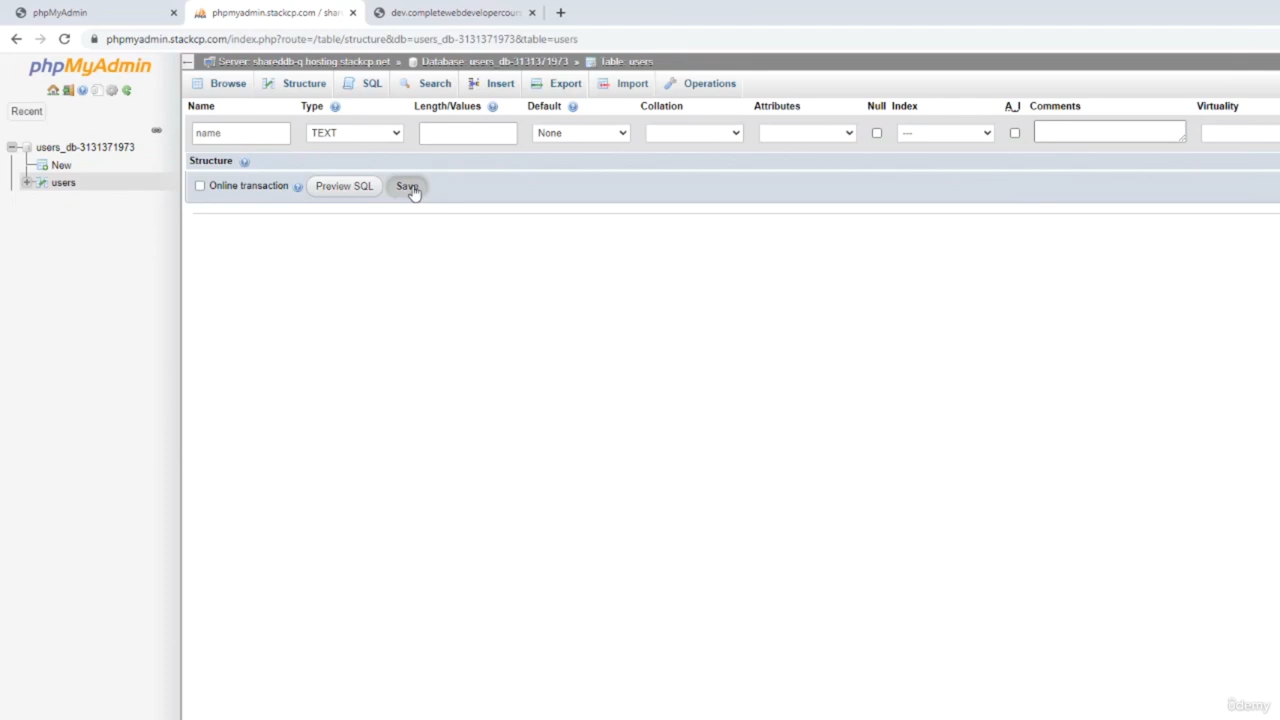 phpMyAdmin
phpmyadmin.stackcp.com / shar
dev.completewebdevelopercours
phpmyadmin.stackcp.com/index.php?route=/table/structure&db=users_db-3131371973&table=users
phpMyAdmin
Server: shareddb-q.hosting.stackcp.net » Database: users_db-3131371973 » Table: users
Browse Structure SQL Search Insert Export Import Operations
Recent
Name Type Length/Values Default Collation Attributes Null Index A_I Comments Virtuality
name TEXT None ---
users_db-3131371973
New
users
Structure
Online transaction Preview SQL Save
ûdemy